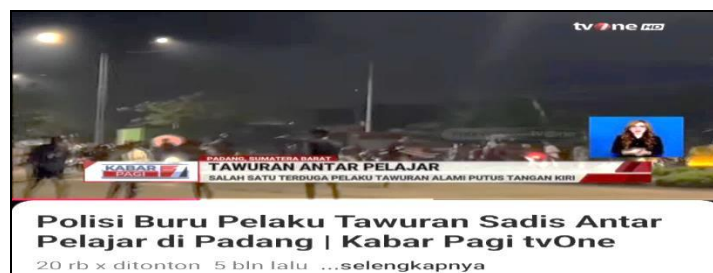 tvOne HD
KABAR
PAGI
PADANG, SUMATERA BARAT
TAWURAN ANTAR PELAJAR
SALAH SATU TERDUGA PELAKU TAWURAN ALAMI PUTUS TANGAN KIRI
Polisi Buru Pelaku Tawuran Sadis Antar
Pelajar di Padang | Kabar Pagi tvOne
20 rb x ditonton 5 bln lalu ...selengkapnya